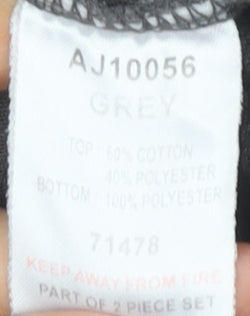 AJ10056
GREY
TOP: 60% COTTON
40% POLYESTER
BOTTOM: 100% POLYESTER
71478
KEEP AWAY FROM FIRE
PART OF 2 PIECE SET